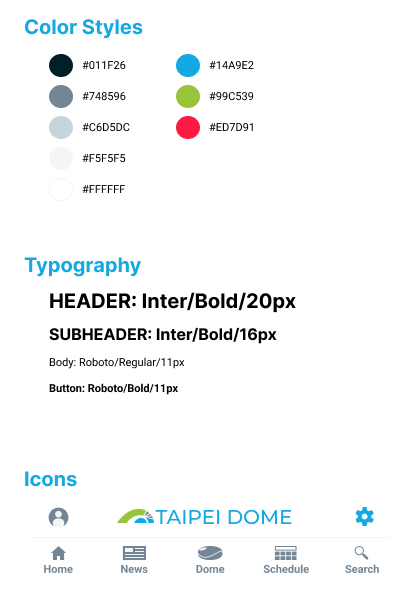 Color Styles
#011F26 #14A9E2
#748596 #99C539
#C6D5DC #ED7D91
#F5F5F5
#FFFFFF
Typography
HEADER: Inter/Bold/20px
SUBHEADER: Inter/Bold/16px
Body: Roboto/Regular/11px
Button: Roboto/Bold/11px
Icons
TAIPEI DOME
Home News Dome Schedule Search